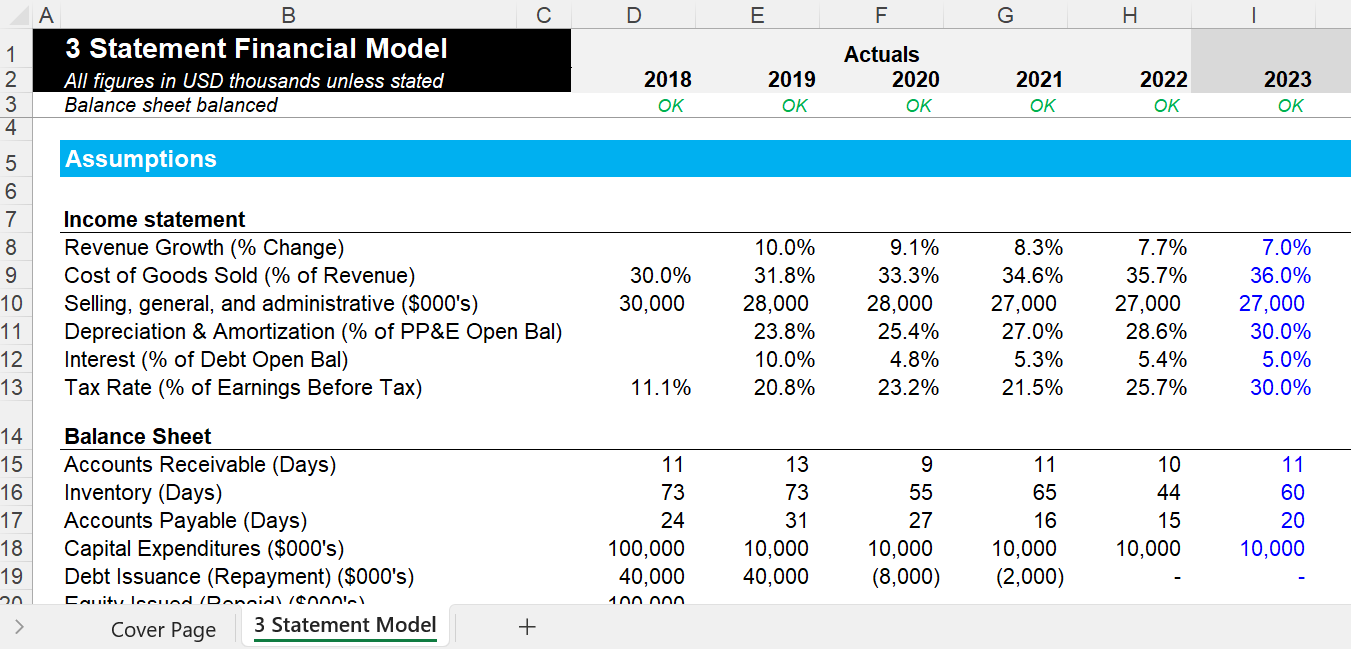 A B C D E F G H I
1 3 Statement Financial Model Actuals
2 All figures in USD thousands unless stated 2018 2019 2020 2021 2022 2023
3 Balance sheet balanced OK OK OK OK OK OK
4
5 Assumptions
6
7 Income statement
8 Revenue Growth (% Change) 10.0% 9.1% 8.3% 7.7% 7.0%
9 Cost of Goods Sold (% of Revenue) 30.0% 31.8% 33.3% 34.6% 35.7% 36.0%
10 Selling, general, and administrative ($000's) 30,000 28,000 28,000 27,000 27,000 27,000
11 Depreciation & Amortization (% of PP&E Open Bal) 23.8% 25.4% 27.0% 28.6% 30.0%
12 Interest (% of Debt Open Bal) 10.0% 4.8% 5.3% 5.4% 5.0%
13 Tax Rate (% of Earnings Before Tax) 11.1% 20.8% 23.2% 21.5% 25.7% 30.0%
14 Balance Sheet
15 Accounts Receivable (Days) 11 13 9 11 10 11
16 Inventory (Days) 73 73 55 65 44 60
17 Accounts Payable (Days) 24 31 27 16 15 20
18 Capital Expenditures ($000's) 100,000 10,000 10,000 10,000 10,000 10,000
19 Debt Issuance (Repayment) ($000's) 40,000 40,000 (8,000) (2,000) - -
20 Equity Issued (Repaid) ($000's) 100,000
Cover Page 3 Statement Model +